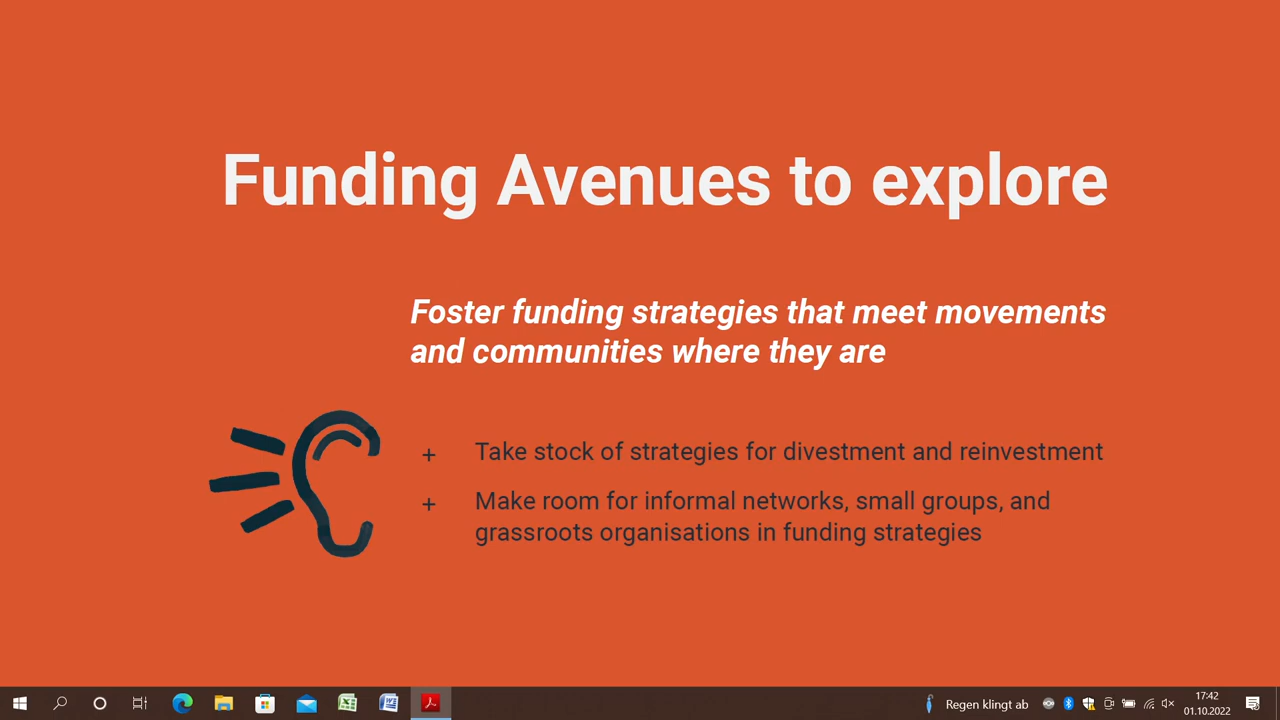 Funding Avenues to explore
Foster funding strategies that meet movements
and communities where they are
+ Take stock of strategies for divestment and reinvestment
+ Make room for informal networks, small groups, and
grassroots organisations in funding strategies
Regen klingt ab
17:42
01.10.2022